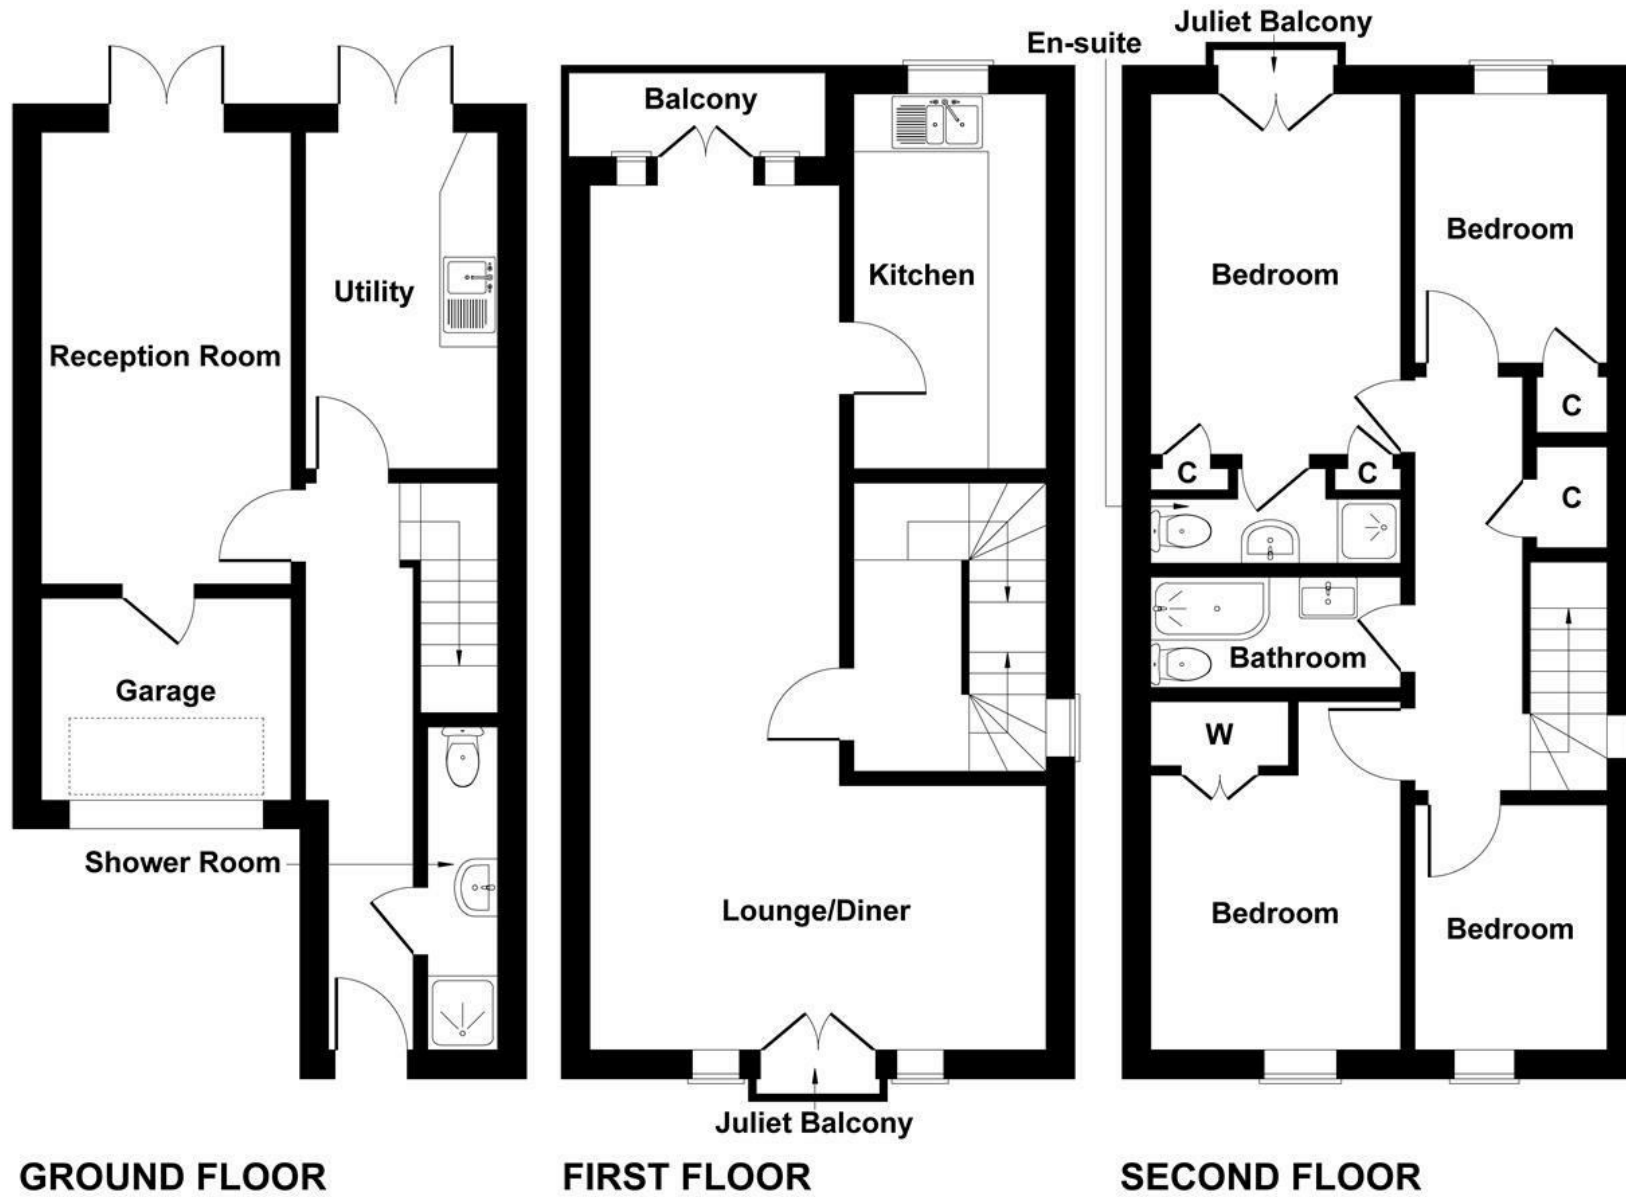 Reception Room
Utility
Garage
Shower Room
GROUND FLOOR
Balcony
Kitchen
Lounge/Diner
Juliet Balcony
FIRST FLOOR
En-suite
Juliet Balcony
Bedroom
Bedroom
C
C
C
C
Bathroom
W
Bedroom
Bedroom
SECOND FLOOR